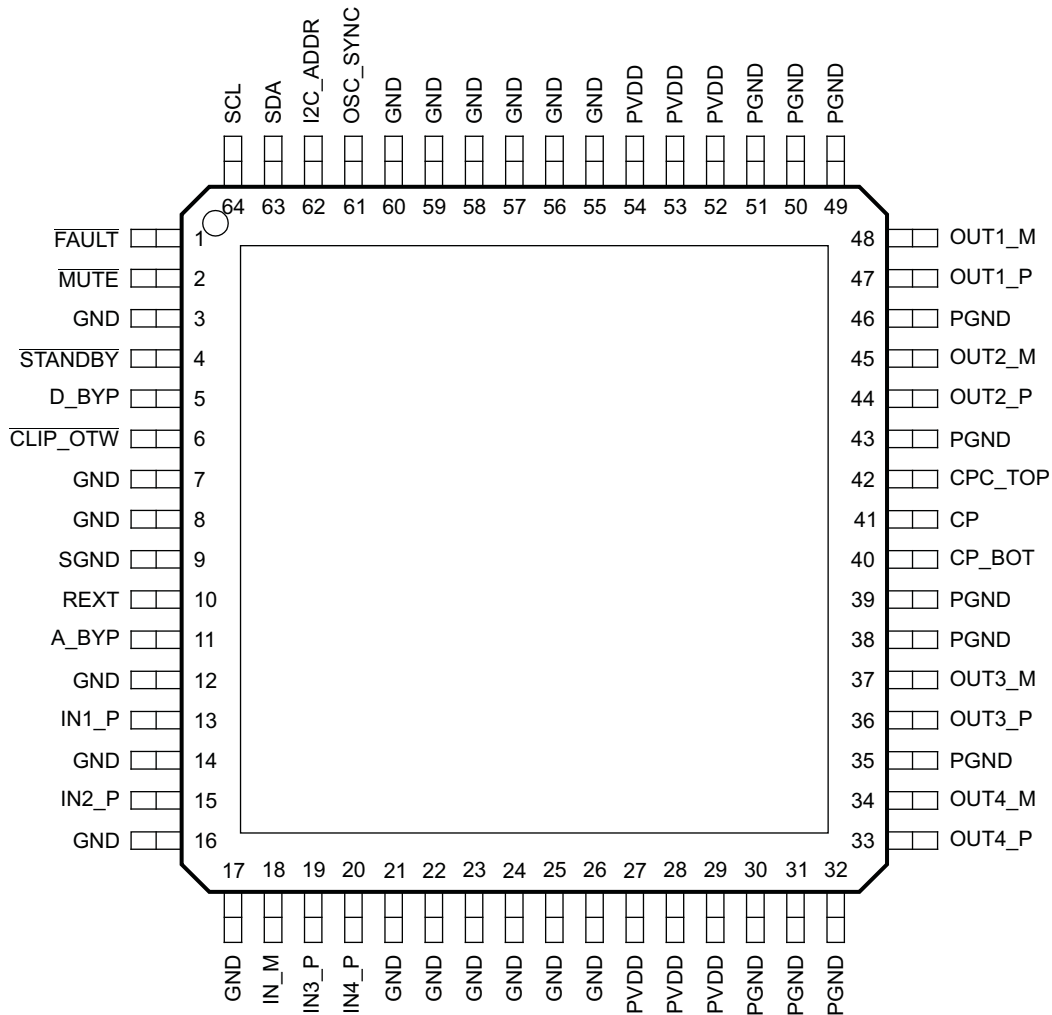 SCL SDA I2C_ADDR OSC_SYNC GND GND GND GND GND GND PVDD PVDD PVDD PGND PGND PGND
64 63 62 61 60 59 58 57 56 55 54 53 52 51 50 49
FAULT 1 48 OUT1_M
MUTE 2 47 OUT1_P
GND 3 46 PGND
STANDBY 4 45 OUT2_M
D_BYP 5 44 OUT2_P
CLIP_OTW 6 43 PGND
GND 7 42 CPC_TOP
GND 8 41 CP
SGND 9 40 CP_BOT
REXT 10 39 PGND
A_BYP 11 38 PGND
GND 12 37 OUT3_M
IN1_P 13 36 OUT3_P
GND 14 35 PGND
IN2_P 15 34 OUT4_M
GND 16 33 OUT4_P
17 18 19 20 21 22 23 24 25 26 27 28 29 30 31 32
GND IN_M IN3_P IN4_P GND GND GND GND GND GND PVDD PVDD PVDD PGND PGND PGND